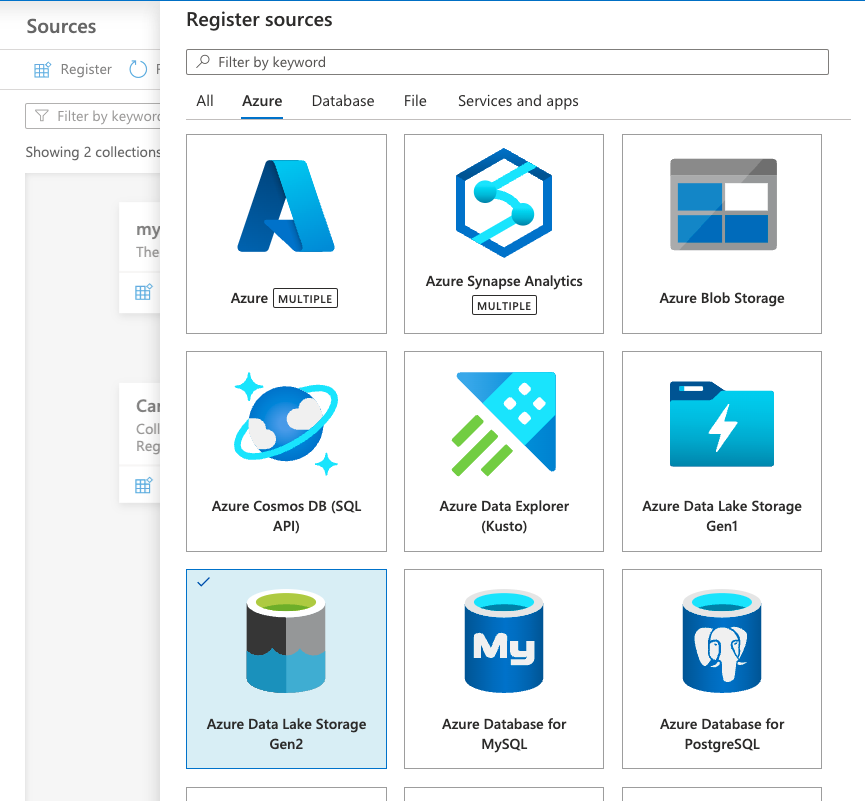 Sources
Register sources
Register
Filter by keyword
Filter by keyword
All Azure Database File Services and apps
Showing 2 collections
my
The
Azure MULTIPLE
Azure Synapse Analytics
MULTIPLE
Azure Blob Storage
Azure Cosmos DB (SQL
API)
Azure Data Explorer
(Kusto)
Azure Data Lake Storage
Gen1
Coll
Reg
Azure Data Lake Storage
Gen2
My
Azure Database for
MySQL
Azure Database for
PostgreSQL